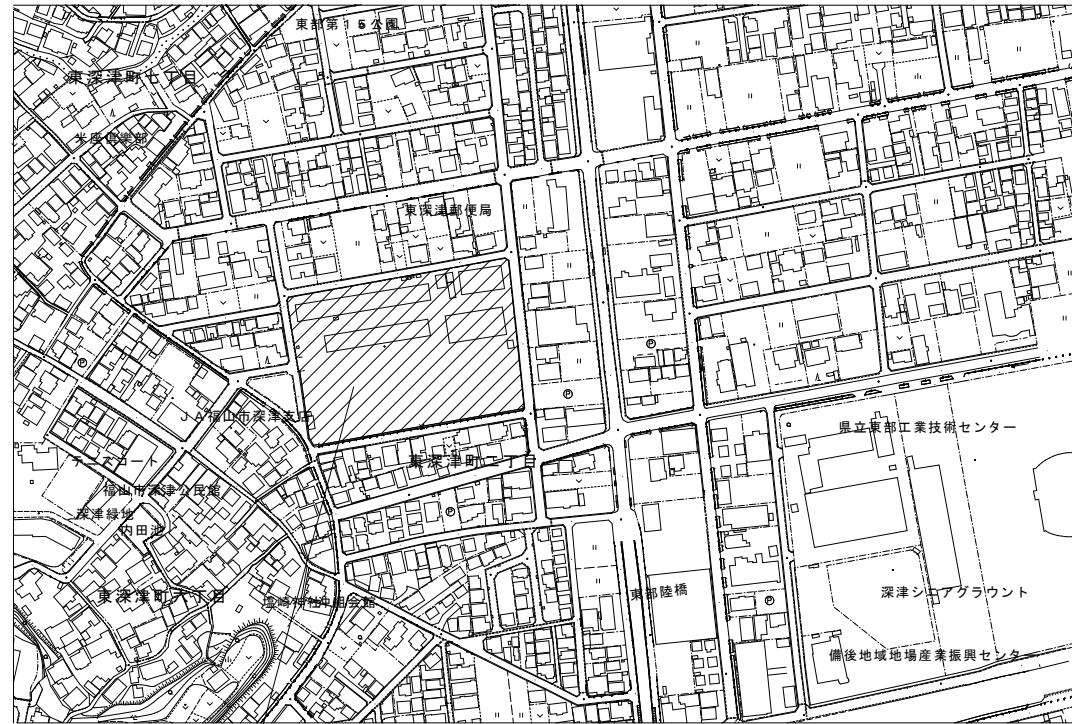 東部第15公園
東深津町七丁目
米座倶楽部
東深津郵便局
Ⓟ
Ⓟ
Ⓟ
JA福山市深津支店
県立東部工業技術センター
テニスコート
東深津町二丁目
福山市深津公民館
Ⓟ
深津緑地
内田池
東深津町六丁目
東部陸橋
深津シニアグラウンド
Ⓟ
備後地域地場産業振興センター